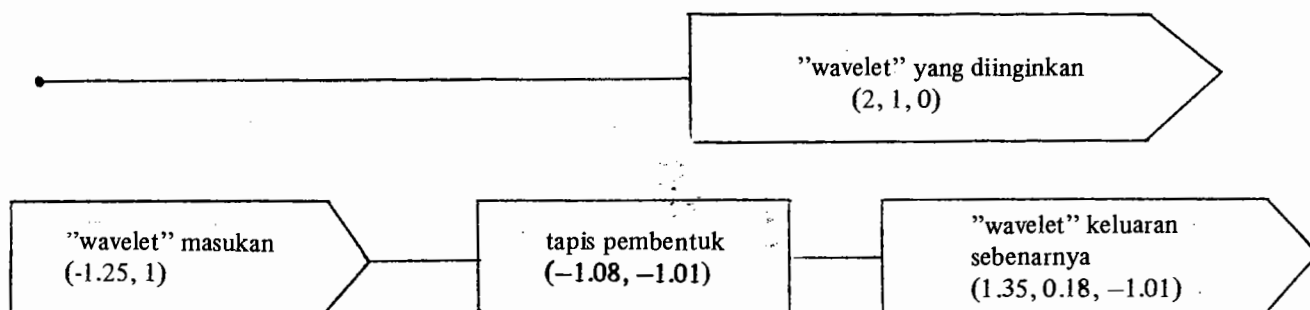 ”wavelet” yang diinginkan
(2, 1, 0)
”wavelet” masukan
(-1.25, 1)
tapis pembentuk
(−1.08, −1.01)
”wavelet” keluaran
sebenarnya
(1.35, 0.18, −1.01)